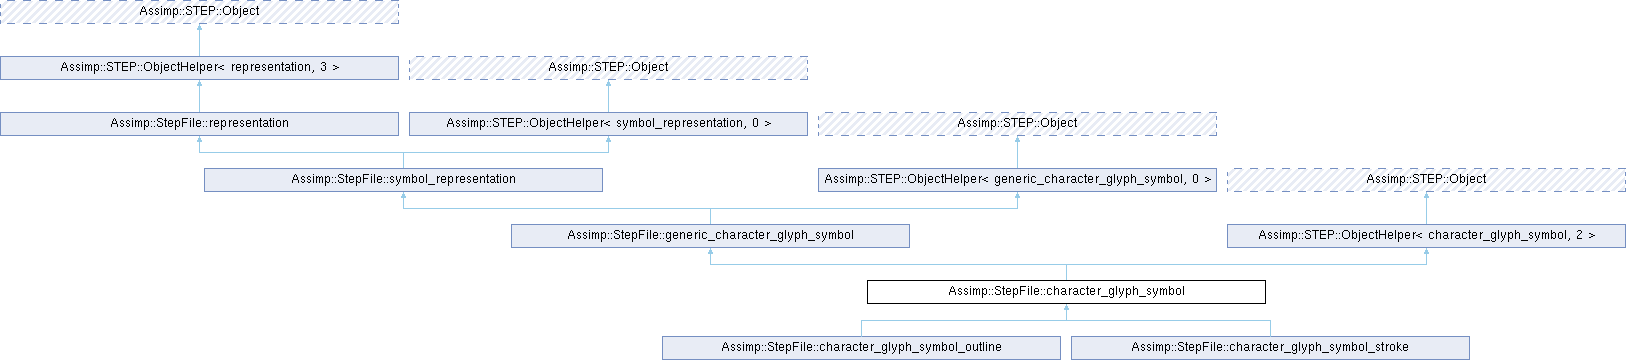 Assimp::STEP::Object
Assimp::STEP::ObjectHelper< representation, 3 >
Assimp::STEP::Object
Assimp::StepFile::representation
Assimp::STEP::ObjectHelper< symbol_representation, 0 >
Assimp::STEP::Object
Assimp::StepFile::symbol_representation
Assimp::STEP::ObjectHelper< generic_character_glyph_symbol, 0 >
Assimp::STEP::Object
Assimp::StepFile::generic_character_glyph_symbol
Assimp::STEP::ObjectHelper< character_glyph_symbol, 2 >
Assimp::StepFile::character_glyph_symbol
Assimp::StepFile::character_glyph_symbol_outline
Assimp::StepFile::character_glyph_symbol_stroke